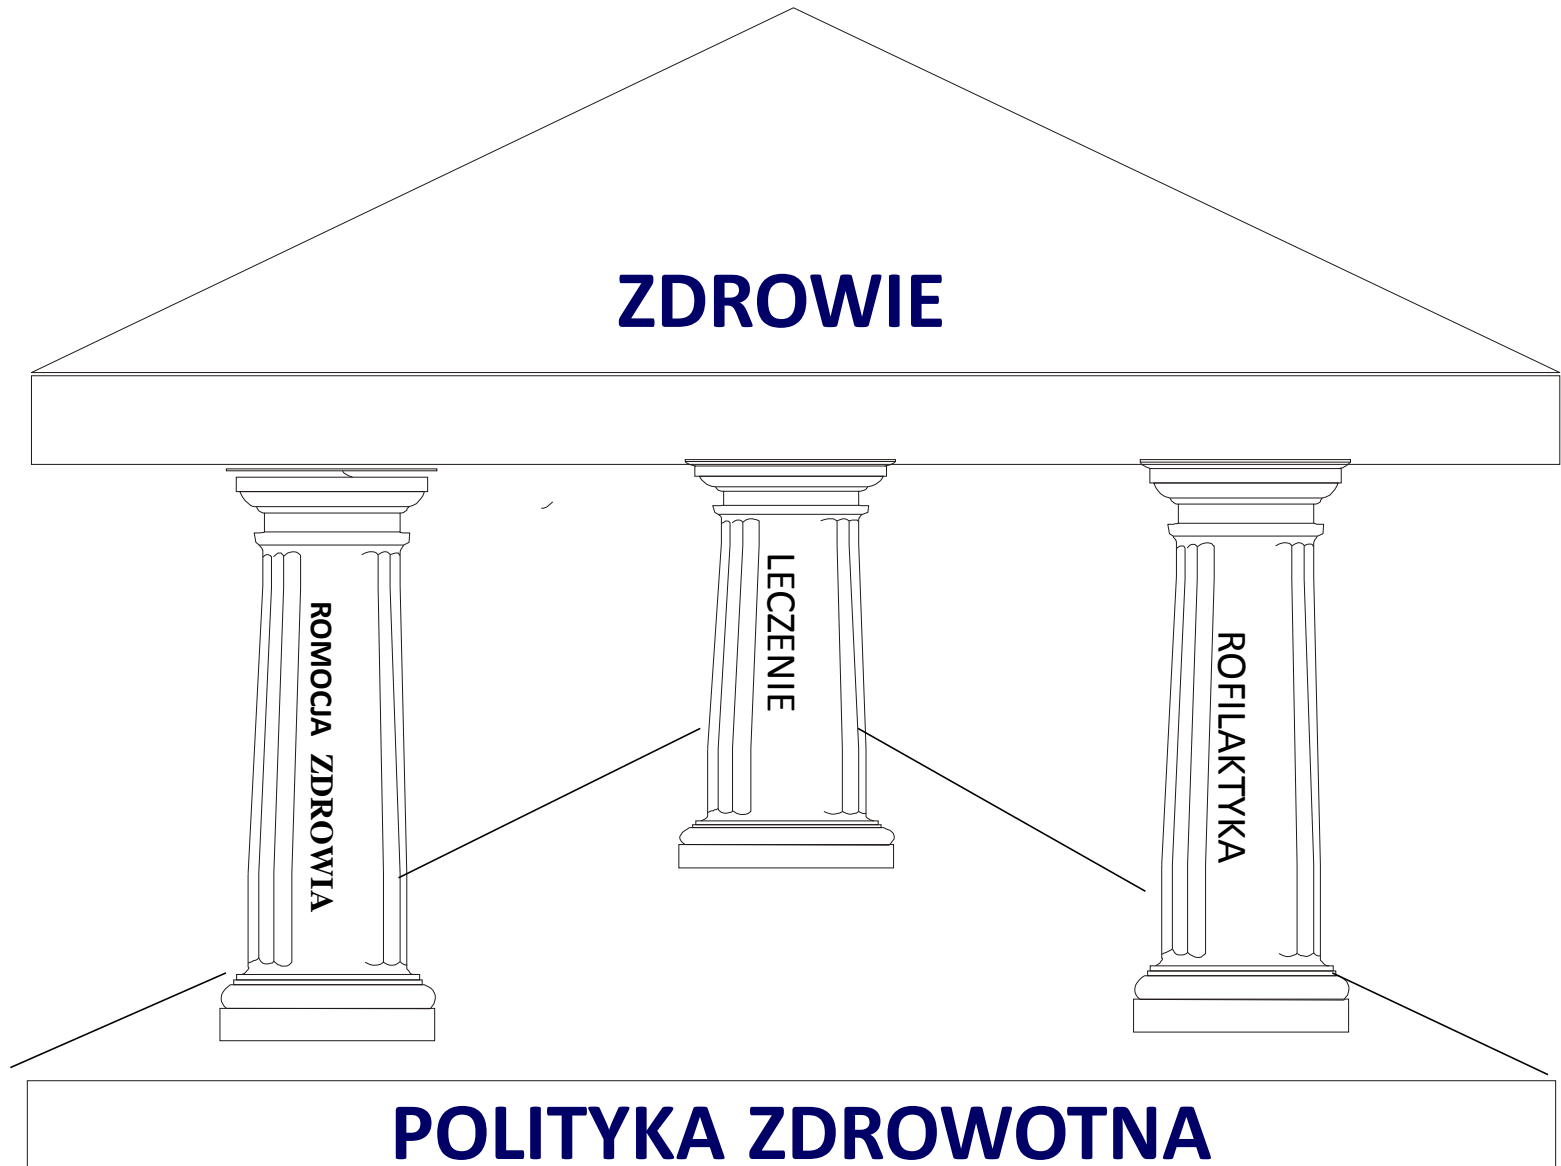 ZDROWIE
ROMOCJA ZDROWIA
LECZENIE
ROFILAKTYKA
POLITYKA ZDROWOTNA